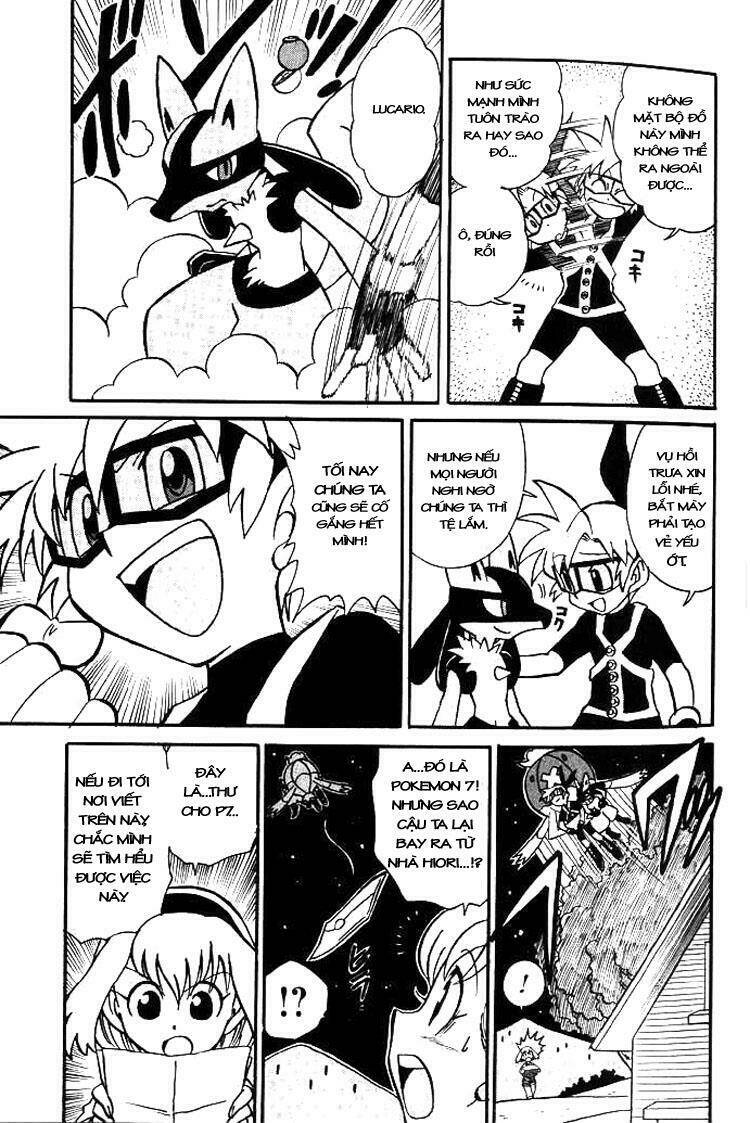 KHÔNG
MẶT BỘ ĐỒ
NÀY MÌNH
KHÔNG THỂ
RA NGOÀI
ĐƯỢC...
NHƯ SỨC
MẠNH MÌNH
TUÔN TRÀO
RA HAY SAO
ĐÓ...
Ô, ĐÚNG
RỒI
コキ
コキ
LUCARIO.
VỤ HỒI
TRƯA XIN
LỖI NHÉ,
BẮT MÀY
PHẢI TẠO
VẺ YẾU
ỚT.
NHƯNG NẾU
MỌI NGƯỜI
NGHI NGỜ
CHÚNG TA THÌ
TỆ LẮM.
コク
TỐI NAY
CHÚNG TA
CŨNG SẼ CỐ
GẮNG HẾT
MÌNH!
!
A...ĐÓ LÀ
POKEMON 7!
NHƯNG SAO
CẬU TA LẠI
BAY RA TỪ
NHÀ HIORI...!?
!?
ĐÂY
LÀ...THƯ
CHO P7...
NẾU ĐI TỚI
NƠI VIẾT
TRÊN NÀY
CHẮC MÌNH
SẼ TÌM HỂU
ĐƯỢC VIỆC
NÀY